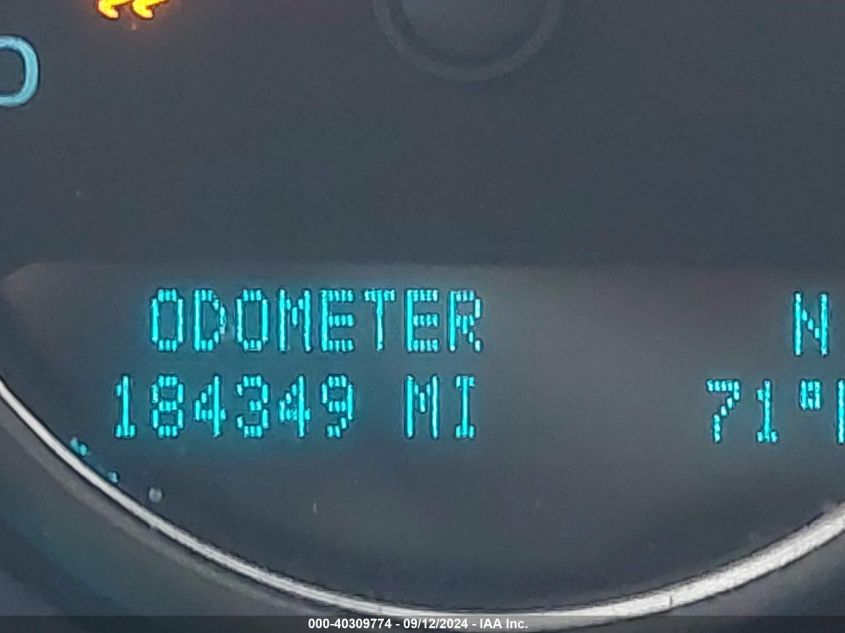 ODOMETER N
184349 MI 71°
000-40309774 - 09/12/2024 - IAA Inc.